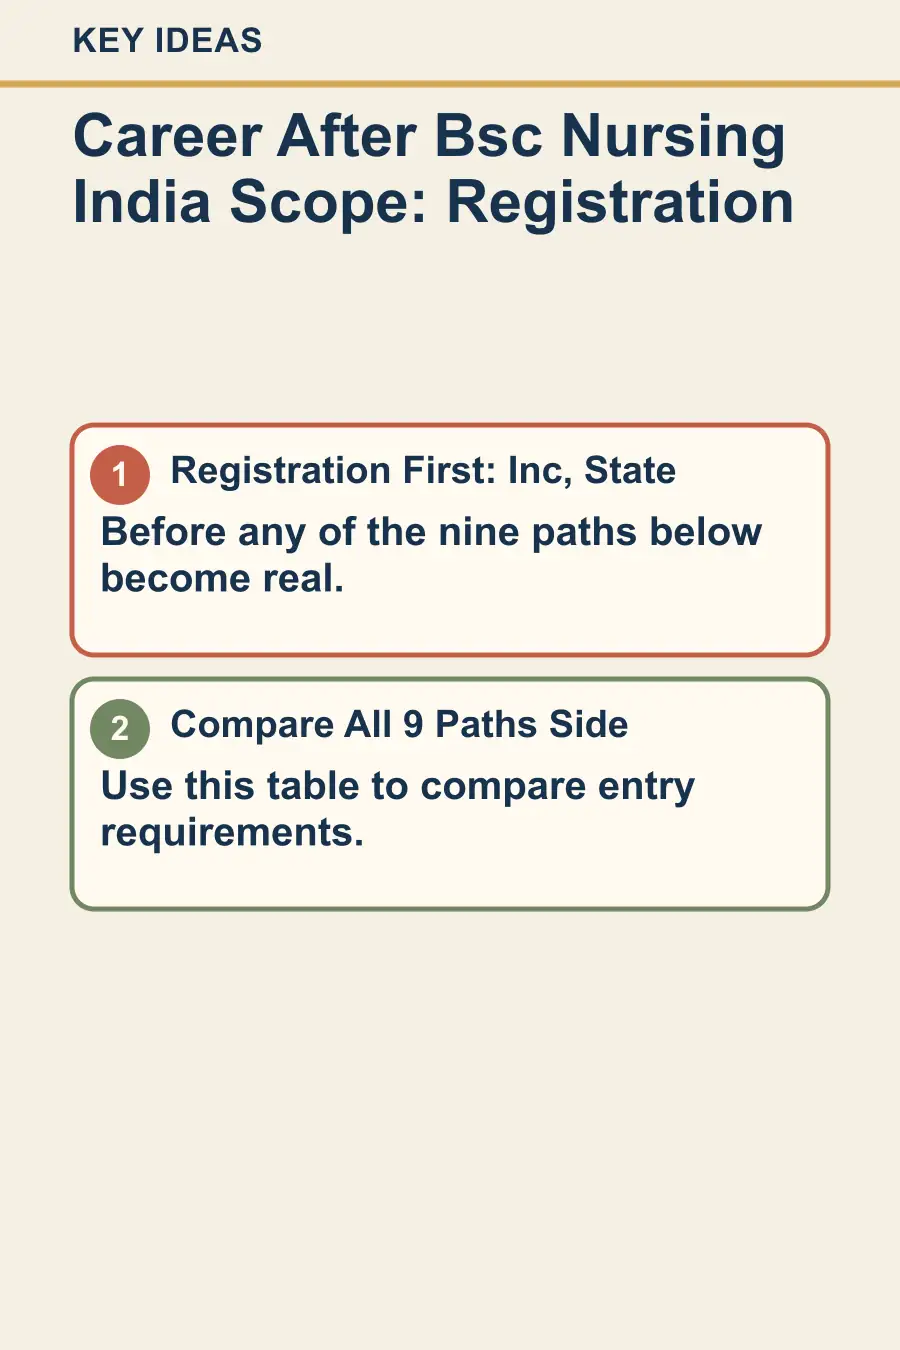 KEY IDEAS
Career After Bsc Nursing
India Scope: Registration
1 Registration First: Inc, State
Before any of the nine paths below
become real.
2 Compare All 9 Paths Side
Use this table to compare entry
requirements.